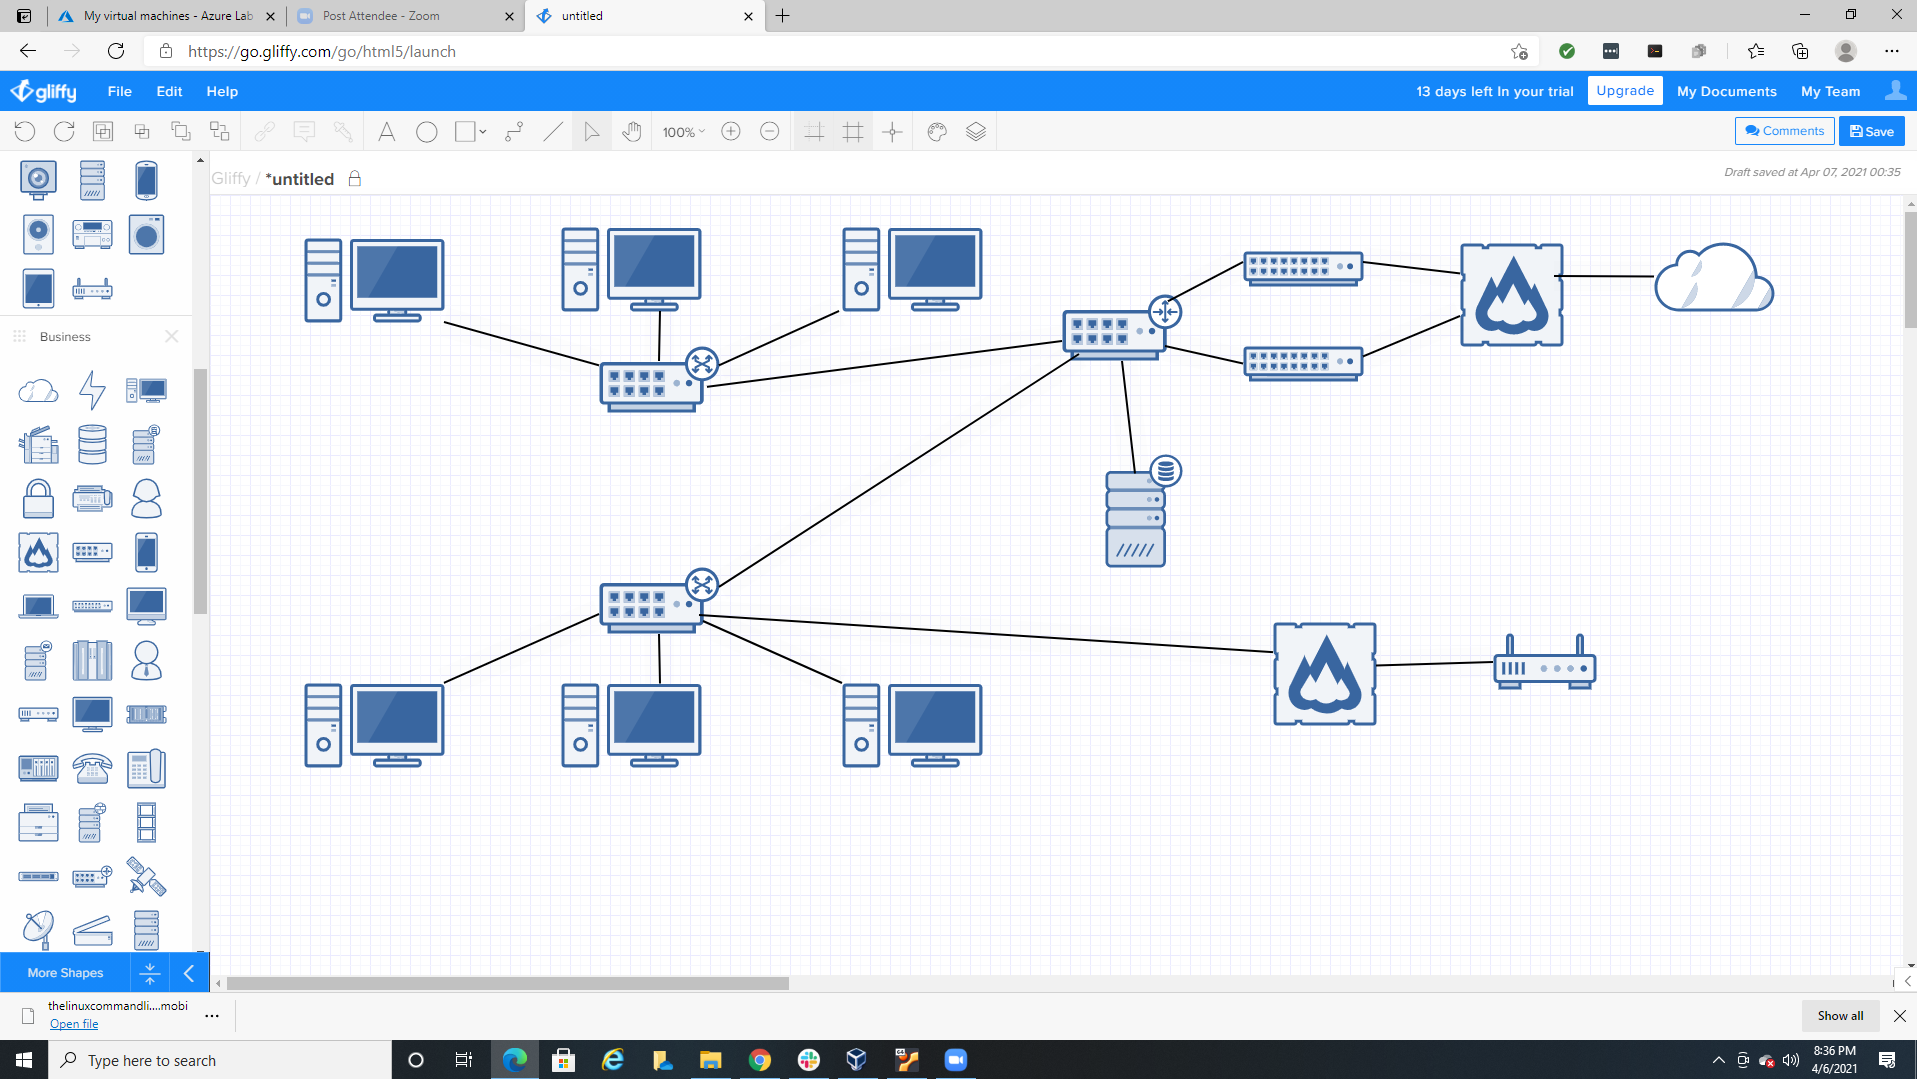 My virtual machines - Azure Lab
Post Attendee - Zoom
untitled
https://go.gliffy.com/go/html5/launch
gliffy
File
Edit
Help
13 days left In your trial
Upgrade
My Documents
My Team
100%
Comments
Save
Gliffy / *untitled
Draft saved at Apr 07, 2021 00:35
Business
More Shapes
thelinuxcommandli....mobi
Open file
Show all
Type here to search
8:36 PM
4/6/2021